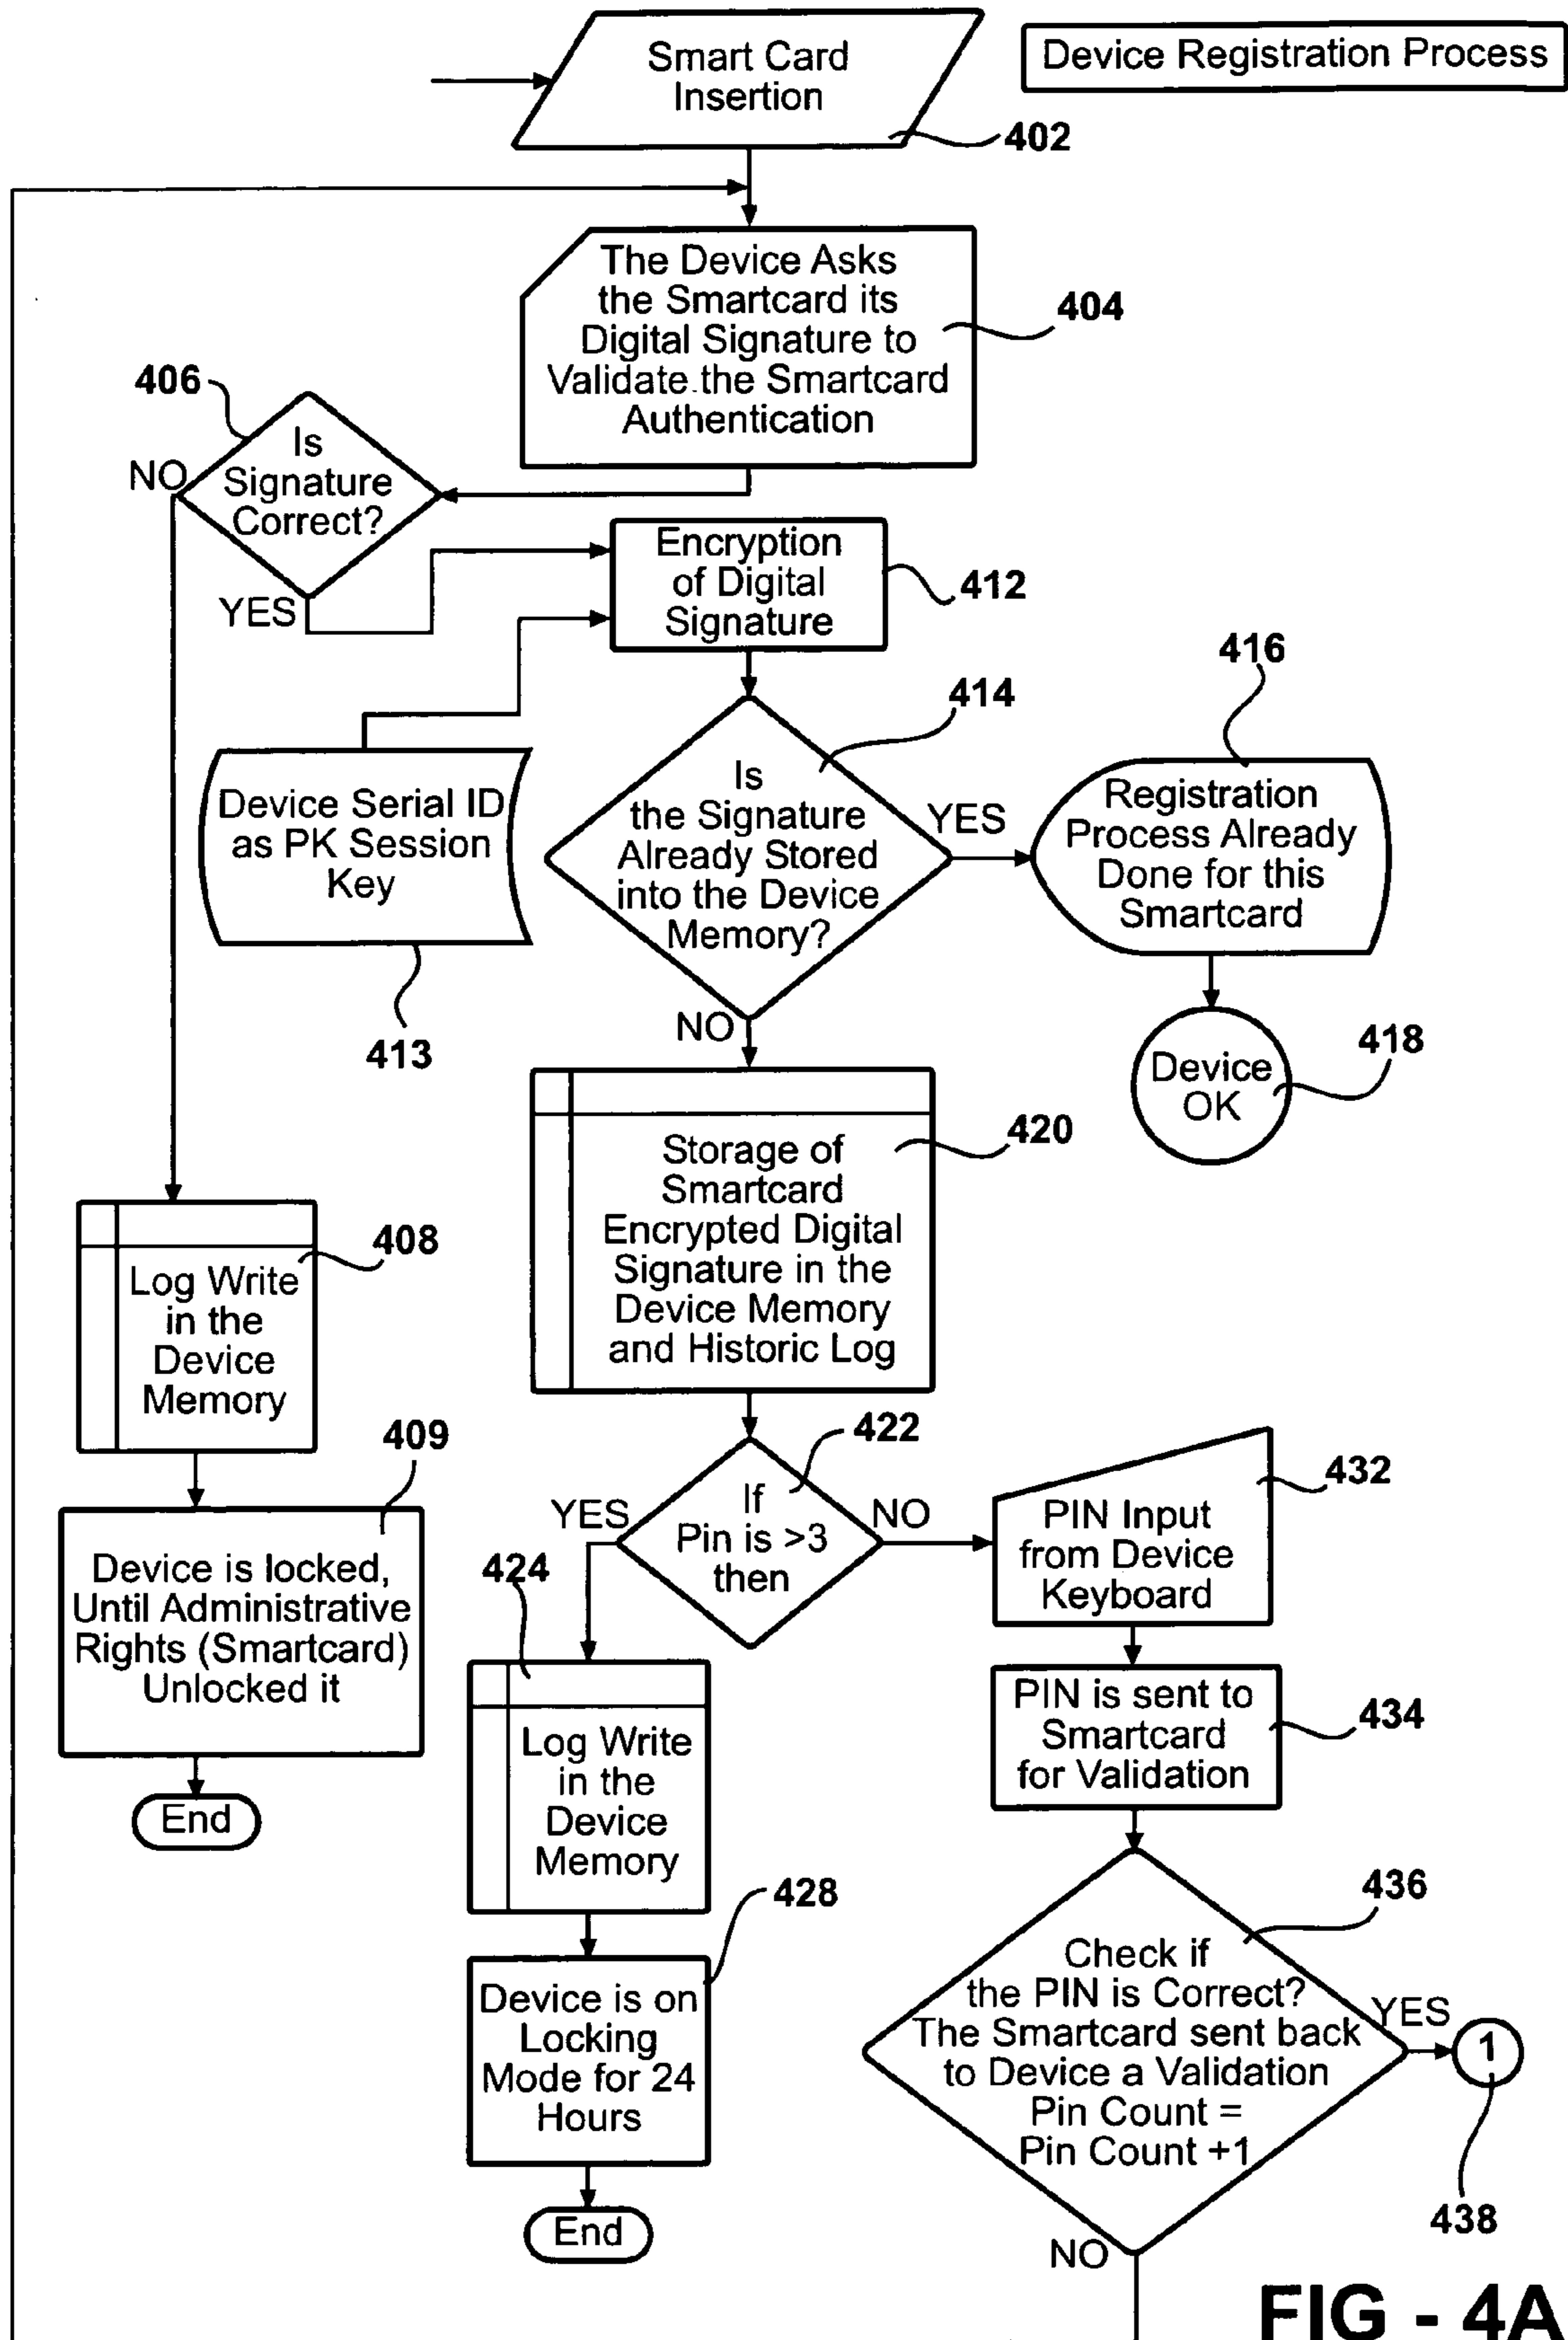 Smart Card
Insertion
Device Registration Process
402
The Device Asks
the Smartcard its
Digital Signature to
Validate the Smartcard
Authentication
404
406
Is
Signature
Correct?
NO
YES
Encryption
of Digital
Signature
412
Device Serial ID
as PK Session
Key
413
414
Is
the Signature
Already Stored
into the Device
Memory?
YES
NO
416
Registration
Process Already
Done for this
Smartcard
Device
OK
418
Storage of
Smartcard
Encrypted Digital
Signature in the
Device Memory
and Historic Log
420
Log Write
in the
Device
Memory
408
409
Device is locked,
Until Administrative
Rights (Smartcard)
Unlocked it
End
422
If
Pin is >3
then
YES
NO
424
Log Write
in the
Device
Memory
428
Device is on
Locking
Mode for 24
Hours
End
PIN Input
from Device
Keyboard
432
PIN is sent to
Smartcard
for Validation
434
436
Check if
the PIN is Correct?
The Smartcard sent back
to Device a Validation
Pin Count =
Pin Count +1
YES
1
438
NO
FIG - 4A